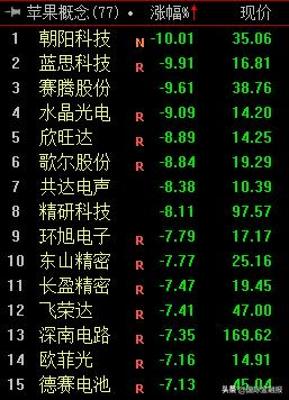 苹果概念(77) • 涨幅%↑ 现价
1 朝阳科技 N -10.01 35.06
2 蓝思科技 R -9.91 16.81
3 赛腾股份 -9.61 38.76
4 水晶光电 R -9.09 14.20
5 欣旺达 R -8.89 14.25
6 歌尔股份 R -8.84 19.29
7 共达电声 -8.38 10.39
8 精研科技 -8.11 97.57
9 环旭电子 R -7.79 17.17
10 东山精密 R -7.77 25.16
11 长盈精密 R -7.47 19.45
12 飞荣达 -7.41 47.00
13 深南电路 R -7.35 169.62
14 欧菲光 R -7.16 14.91
15 德赛电池 R -7.13 45.04